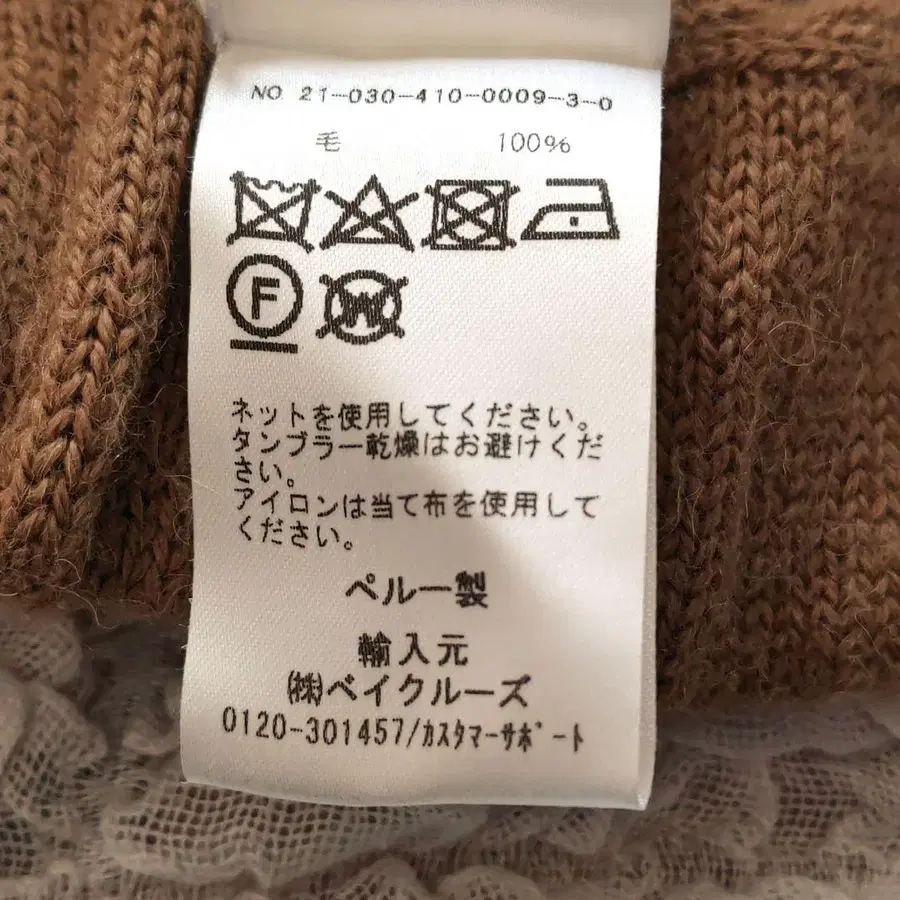 NO. 21-030-410-0009-3-0
毛 100%
F
W
ネットを使用してください。
タンブラー乾燥はお避けくだ
さい。
アイロンは当て布を使用して
ください。
ペルー製
輸入元
(株)ベイクルーズ
0120-301457/ｶｽﾀﾏｰｻﾎﾟｰﾄ